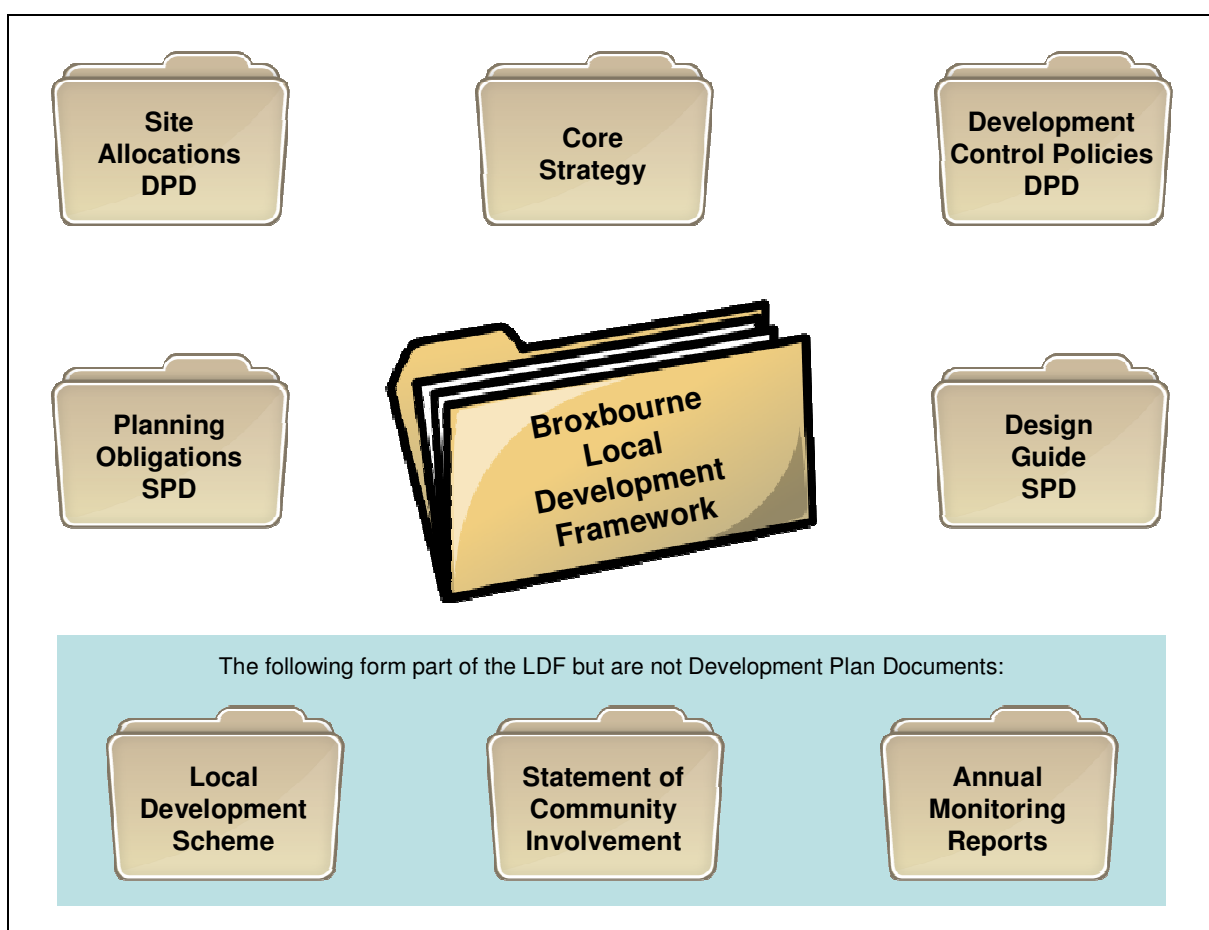 Site
Allocations
DPD
Core
Strategy
Development
Control Policies
DPD
Planning
Obligations
SPD
Broxbourne
Local
Development
Framework
Design
Guide
SPD
The following form part of the LDF but are not Development Plan Documents:
Local
Development
Scheme
Statement of
Community
Involvement
Annual
Monitoring
Reports